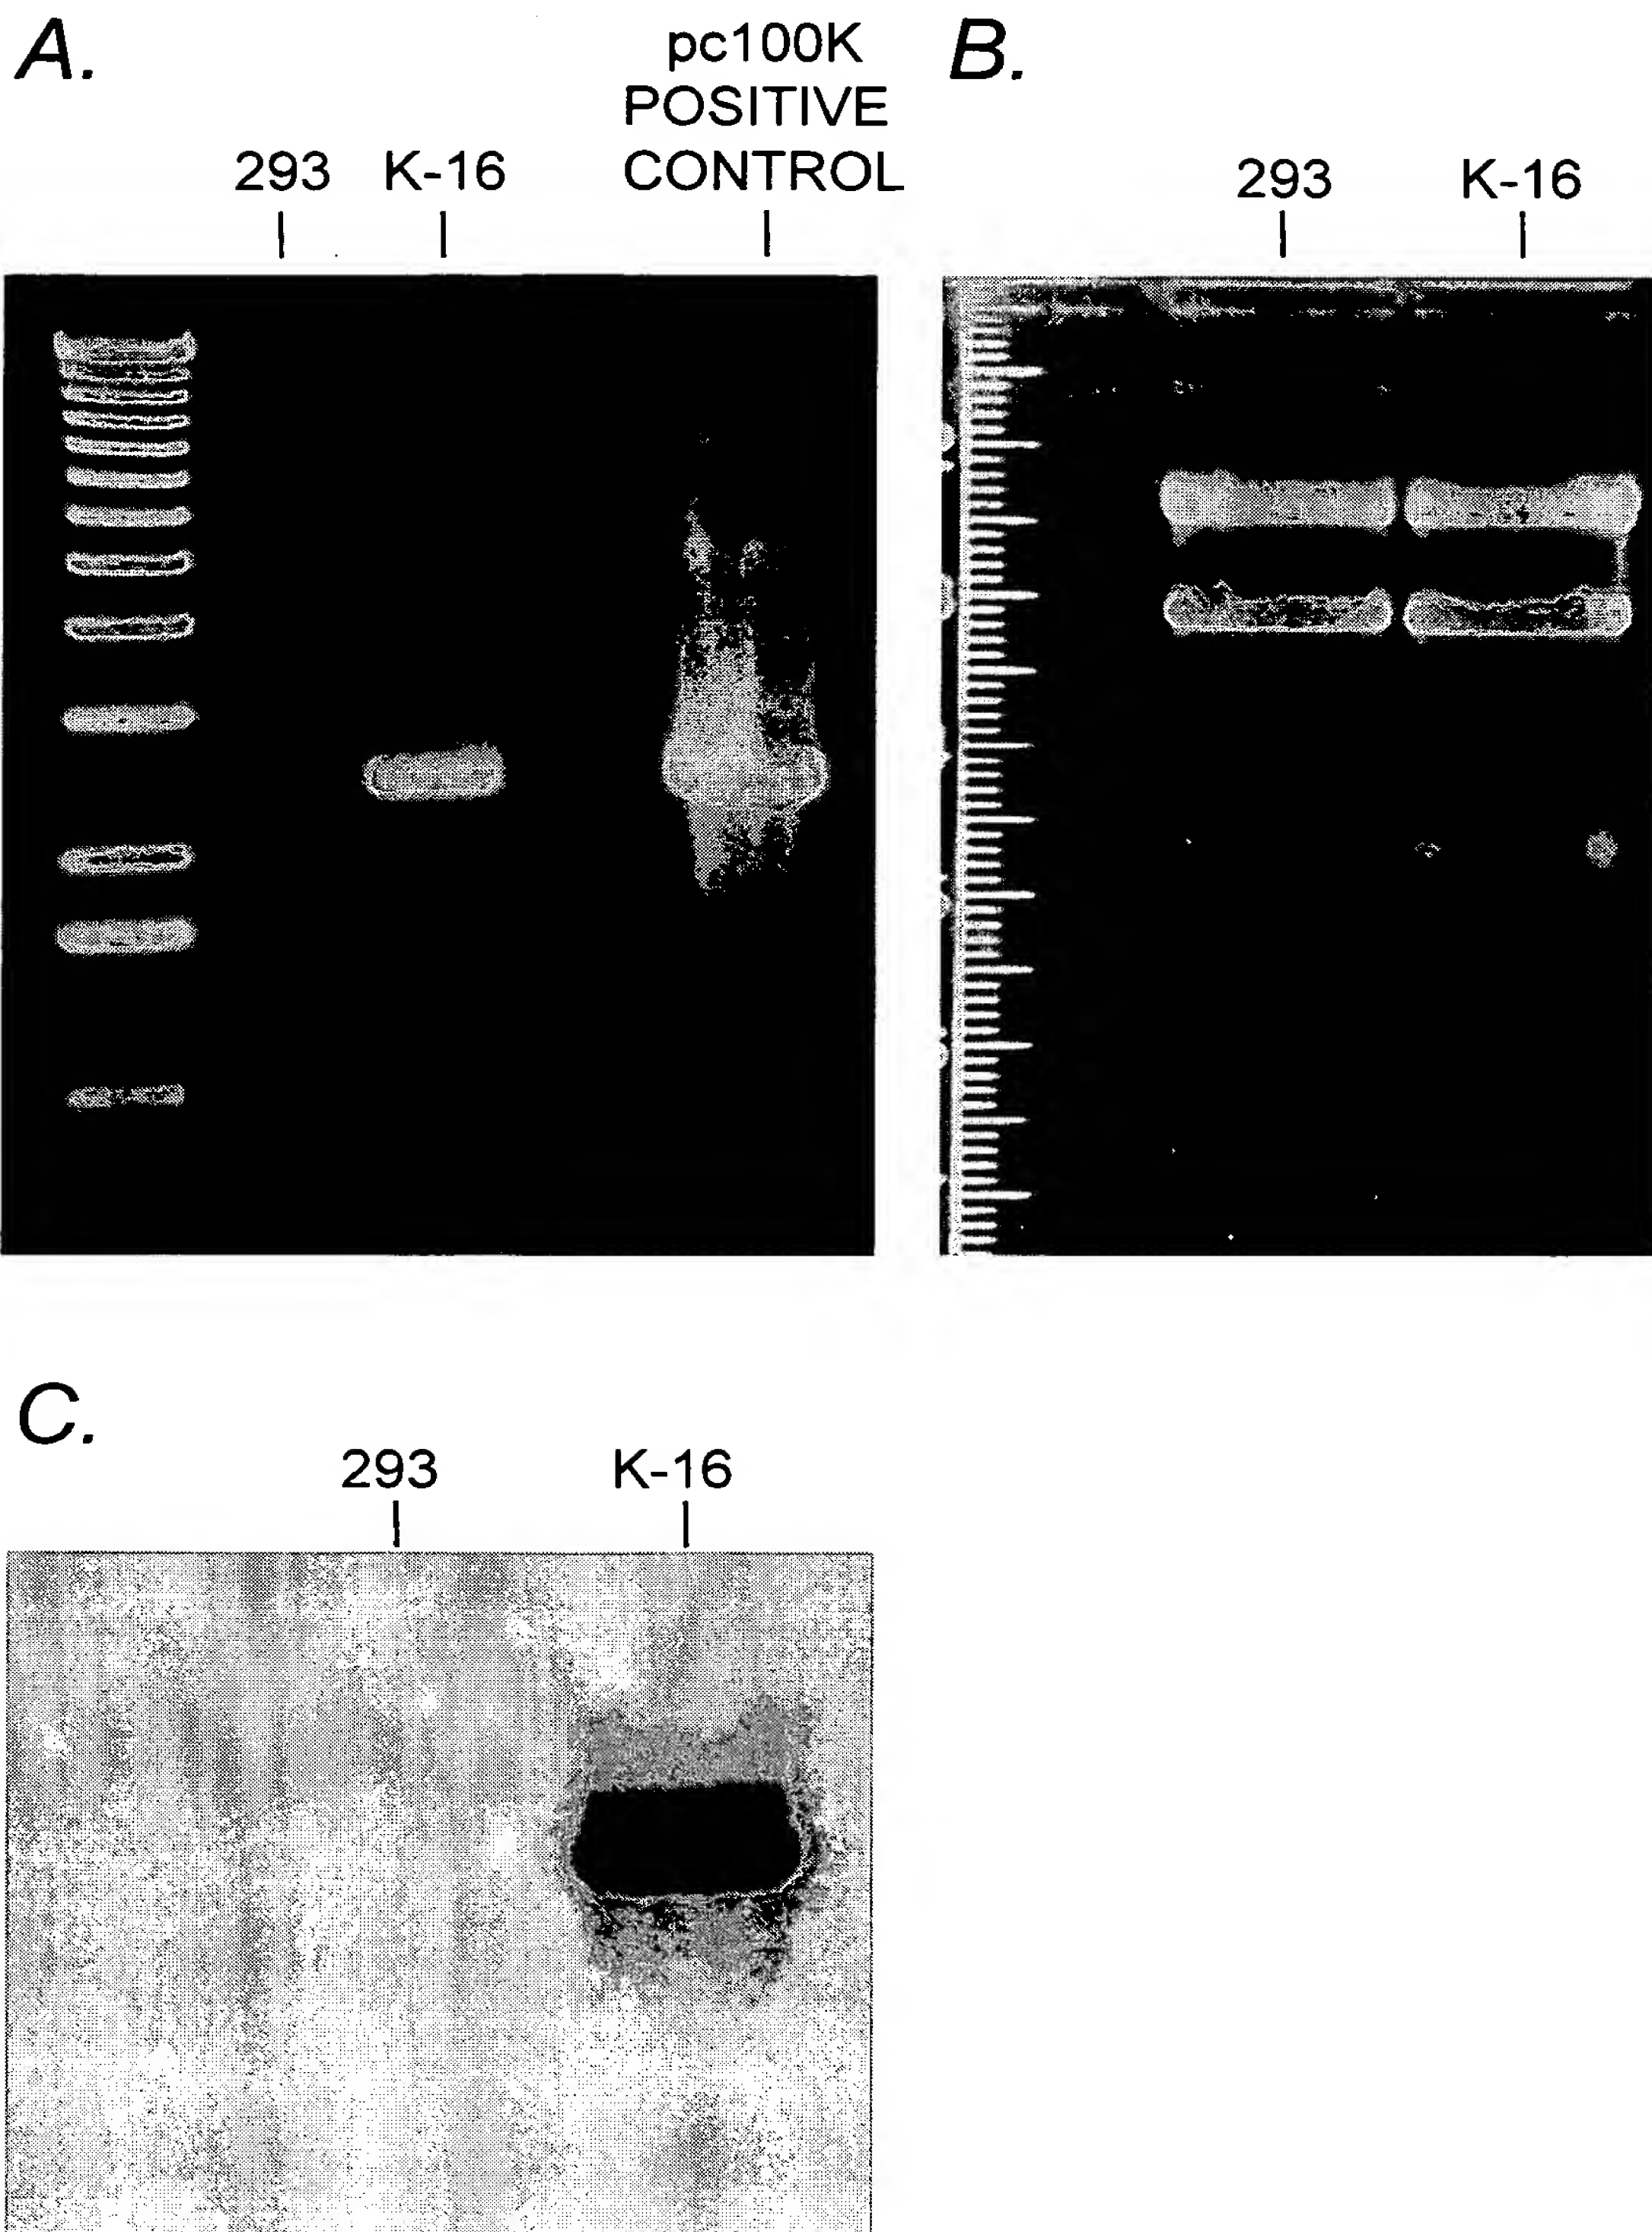 A.
pc100K
POSITIVE
CONTROL
293 K-16
B.
293 K-16
C.
293 K-16